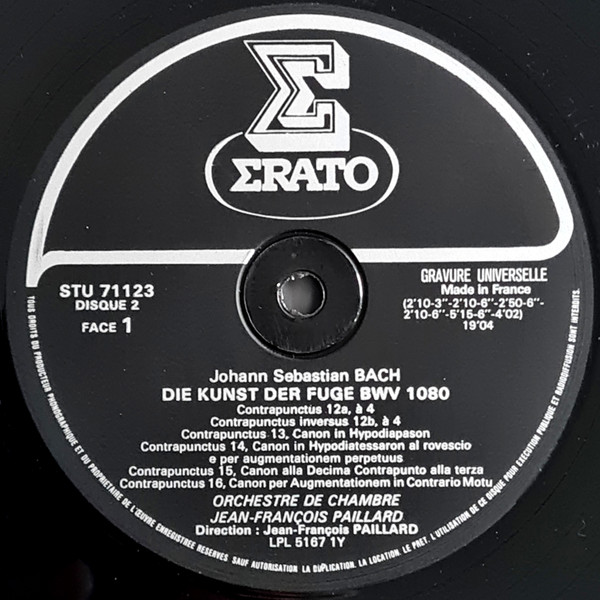 Σ
ΣRATO
STU 71123
DISQUE 2
FACE 1
GRAVURE UNIVERSELLE
Made in France
(2'10-3"-2'10-6"-2'50-6"-
2'10-6"-5'15-6"-4'02)
19'04
Johann Sebastian BACH
DIE KUNST DER FUGE BWV 1080
Contrapunctus 12a, à 4
Contrapunctus inversus 12b, à 4
Contrapunctus 13, Canon in Hypodiapason
Contrapunctus 14, Canon in Hypodiatessaron al rovescio
e per augmentationem perpetuus
Contrapunctus 15, Canon alla Decima Contrapunto alla terza
Contrapunctus 16, Canon per Augmentationem in Contrario Motu
ORCHESTRE DE CHAMBRE
JEAN-FRANÇOIS PAILLARD
Direction : Jean-François PAILLARD
LPL 5167 1Y
TOUS DROITS DU PRODUCTEUR PHONOGRAPHIQUE ET DU PROPRIETAIRE DE L'ŒUVRE ENREGISTREE RESERVES SAUF AUTORISATION LA DUPLICATION. LA LOCATION. LE PRET. L'UTILISATION DE CE DISQUE POUR EXECUTION PUBLIQUE ET RADIODIFFUSION SONT INTERDITS.